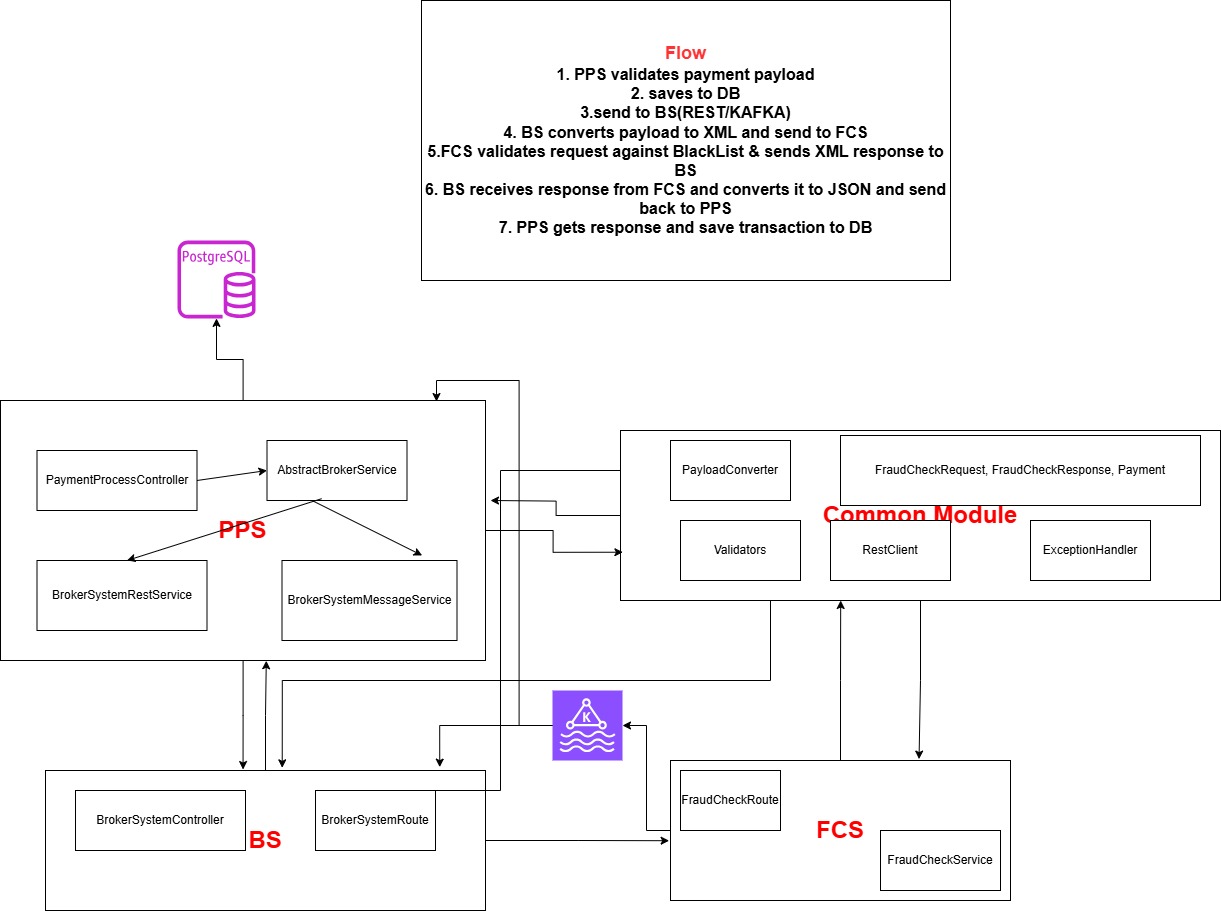 Flow
1. PPS validates payment payload
2. saves to DB
3.send to BS(REST/KAFKA)
4. BS converts payload to XML and send to FCS
5.FCS validates request against BlackList & sends XML response to
BS
6. BS receives response from FCS and converts it to JSON and send
back to PPS
7. PPS gets response and save transaction to DB
PostgreSQL
PaymentProcessController
AbstractBrokerService
PPS
BrokerSystemRestService
BrokerSystemMessageService
PayloadConverter
FraudCheckRequest, FraudCheckResponse, Payment
Common Module
Validators
RestClient
ExceptionHandler
K
BrokerSystemController
BrokerSystemRoute
BS
FraudCheckRoute
FCS
FraudCheckService